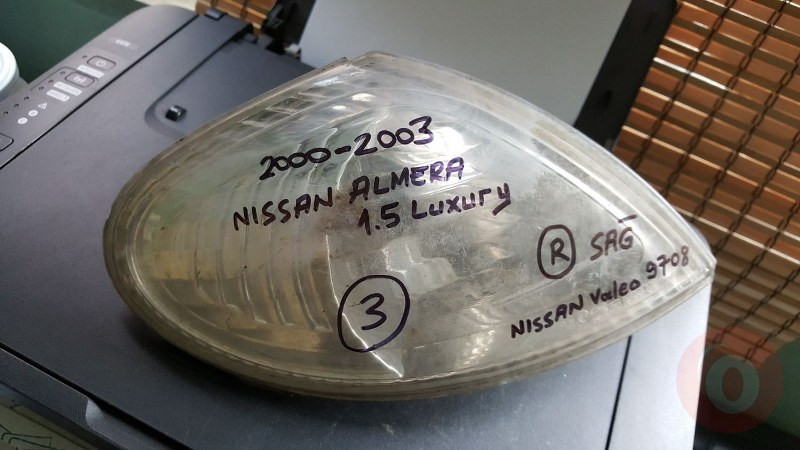 2000-2003
NISSAN ALMERA
1.5 Luxury
R SAĞ
NISSAN Valeo 9708
3